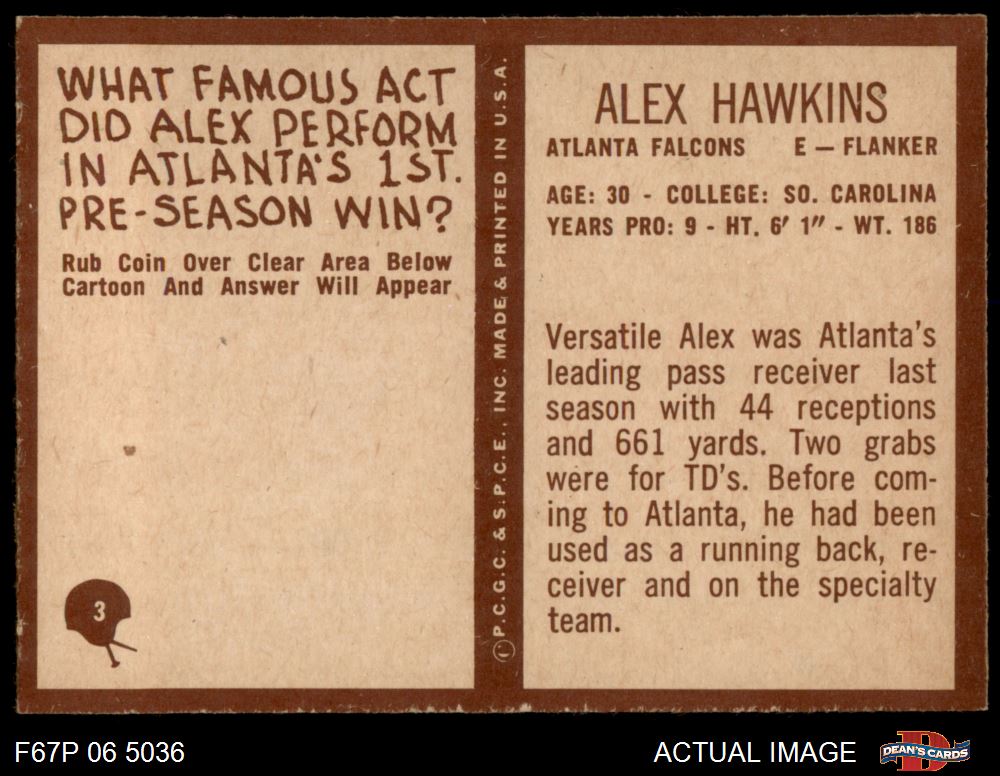 WHAT FAMOUS ACT
DID ALEX PERFORM
IN ATLANTA'S 1ST.
PRE-SEASON WIN?
Rub Coin Over Clear Area Below
Cartoon And Answer Will Appear
3
©P.C.G.C. & S.P.C.E., INC. MADE & PRINTED IN U.S.A.
ALEX HAWKINS
ATLANTA FALCONS E — FLANKER
AGE: 30 - COLLEGE: SO. CAROLINA
YEARS PRO: 9 - HT. 6' 1" - WT. 186
Versatile Alex was Atlanta's
leading pass receiver last
season with 44 receptions
and 661 yards. Two grabs
were for TD's. Before com-
ing to Atlanta, he had been
used as a running back, re-
ceiver and on the specialty
team.
F67P 06 5036
ACTUAL IMAGE
D
DEAN'S CARDS